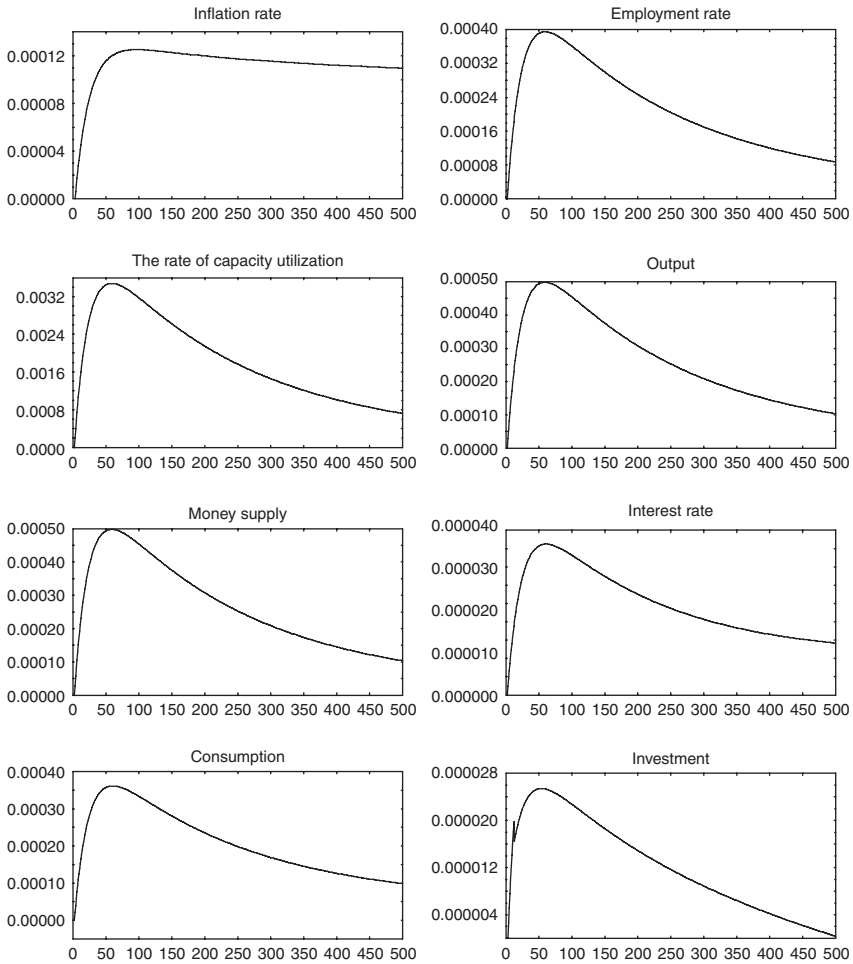 Inflation rate
0.00012
0.00008
0.00004
0.00000
0 50 100 150 200 250 300 350 400 450 500
Employment rate
0.00040
0.00032
0.00024
0.00016
0.00008
0.00000
0 50 100 150 200 250 300 350 400 450 500
The rate of capacity utilization
0.0032
0.0024
0.0016
0.0008
0.0000
0 50 100 150 200 250 300 350 400 450 500
Output
0.00050
0.00040
0.00030
0.00020
0.00010
0.00000
0 50 100 150 200 250 300 350 400 450 500
Money supply
0.00050
0.00040
0.00030
0.00020
0.00010
0.00000
0 50 100 150 200 250 300 350 400 450 500
Interest rate
0.000040
0.000030
0.000020
0.000010
0.000000
0 50 100 150 200 250 300 350 400 450 500
Consumption
0.00040
0.00030
0.00020
0.00010
0.00000
0 50 100 150 200 250 300 350 400 450 500
Investment
0.000028
0.000020
0.000012
0.000004
0 50 100 150 200 250 300 350 400 450 500